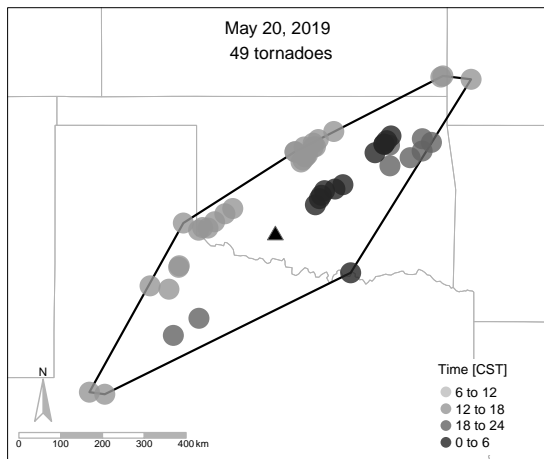 May 20, 2019
49 tornadoes
Time [CST]
6 to 12
12 to 18
18 to 24
0 to 6
N
0 100 200 300 400 km